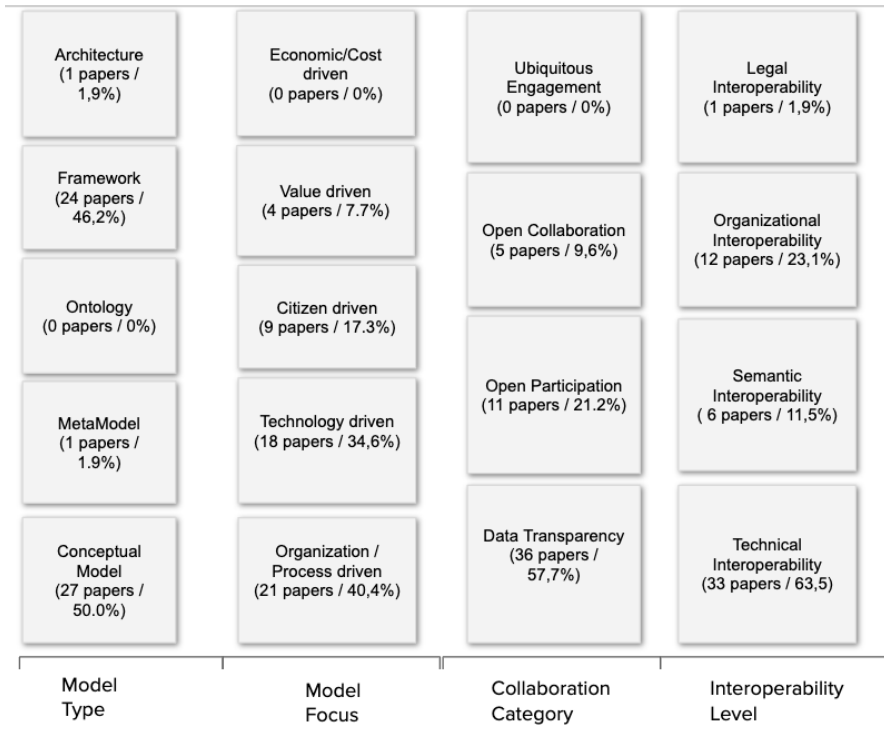 Architecture
(1 papers /
1,9%)
Framework
(24 papers /
46,2%)
Ontology
(0 papers / 0%)
MetaModel
(1 papers /
1.9%)
Conceptual
Model
(27 papers /
50.0%)
Economic/Cost
driven
(0 papers / 0%)
Value driven
(4 papers / 7.7%)
Citizen driven
(9 papers / 17.3%)
Technology driven
(18 papers / 34,6%)
Organization /
Process driven
(21 papers / 40,4%)
Ubiquitous
Engagement
(0 papers / 0%)
Open Collaboration
(5 papers / 9,6%)
Open Participation
(11 papers / 21.2%)
Data Transparency
(36 papers /
57,7%)
Legal
Interoperability
(1 papers / 1,9%)
Organizational
Interoperability
(12 papers / 23,1%)
Semantic
Interoperability
( 6 papers / 11,5%)
Technical
Interoperability
(33 papers / 63,5)
Model
Type
Model
Focus
Collaboration
Category
Interoperability
Level